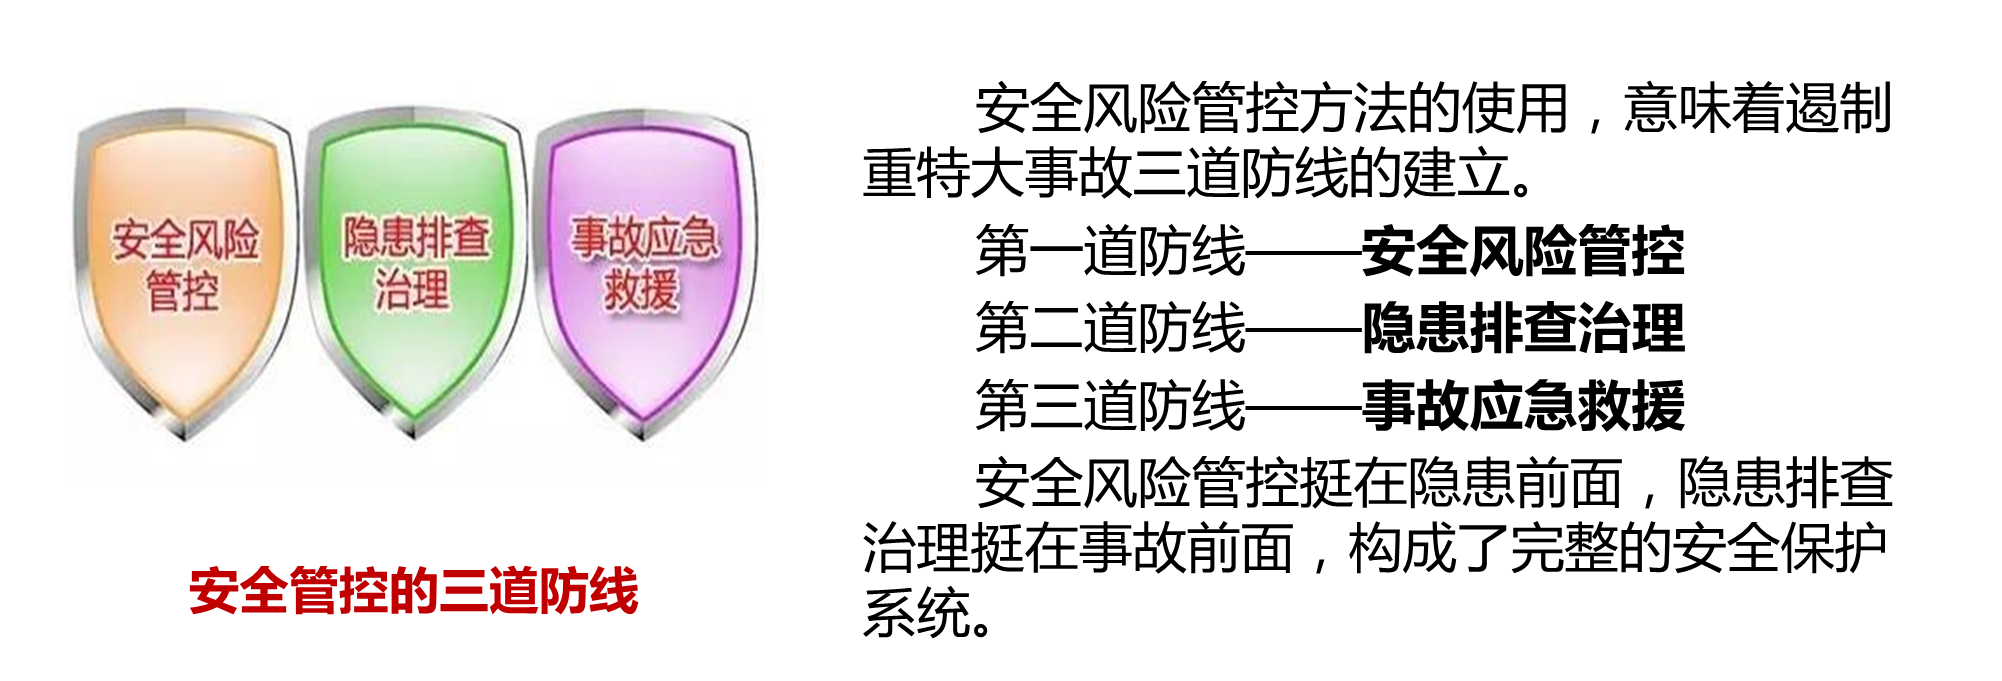 安全风险
管控
隐患排查
治理
事故应急
救援
安全管控的三道防线
安全风险管控方法的使用，意味着遏制
重特大事故三道防线的建立。
第一道防线——安全风险管控
第二道防线——隐患排查治理
第三道防线——事故应急救援
安全风险管控挺在隐患前面，隐患排查
治理挺在事故前面，构成了完整的安全保护
系统。